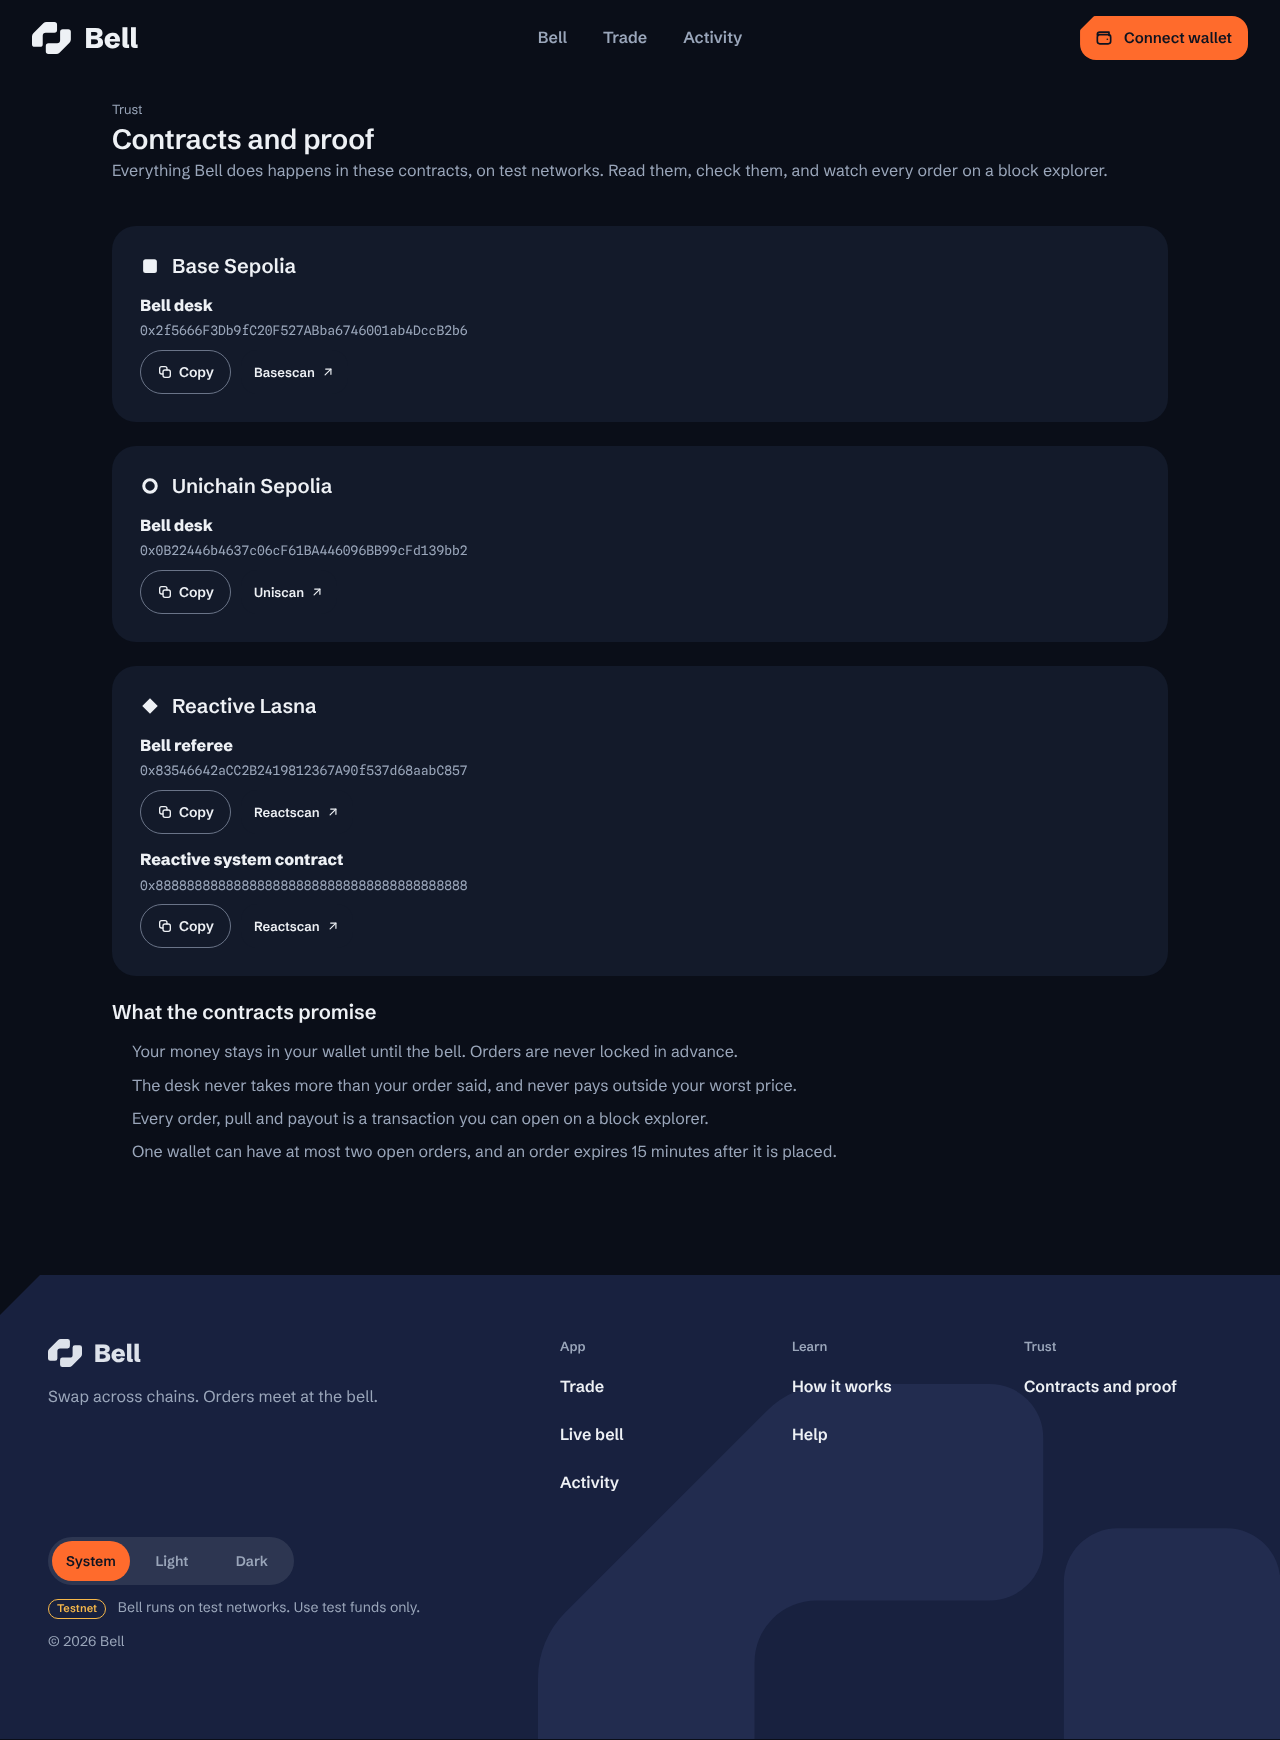 Bell
Bell
Trade
Activity
Connect wallet
Trust
Contracts and proof
Everything Bell does happens in these contracts, on test networks. Read them, check them, and watch every order on a block explorer.
Base Sepolia
Bell desk
0x2f5666F3Db9fC20F527ABba6746001ab4DccB2b6
Copy
Basescan
Unichain Sepolia
Bell desk
0x0B22446b4637c06cF61BA446096BB99cFd139bb2
Copy
Uniscan
Reactive Lasna
Bell referee
0x83546642aCC2B2419812367A90f537d68aabC857
Copy
Reactscan
Reactive system contract
0x8888888888888888888888888888888888888888
Copy
Reactscan
What the contracts promise
Your money stays in your wallet until the bell. Orders are never locked in advance.
The desk never takes more than your order said, and never pays outside your worst price.
Every order, pull and payout is a transaction you can open on a block explorer.
One wallet can have at most two open orders, and an order expires 15 minutes after it is placed.
Bell
Swap across chains. Orders meet at the bell.
App
Trade
Live bell
Activity
Learn
How it works
Help
Trust
Contracts and proof
System
Light
Dark
Testnet
Bell runs on test networks. Use test funds only.
© 2026 Bell